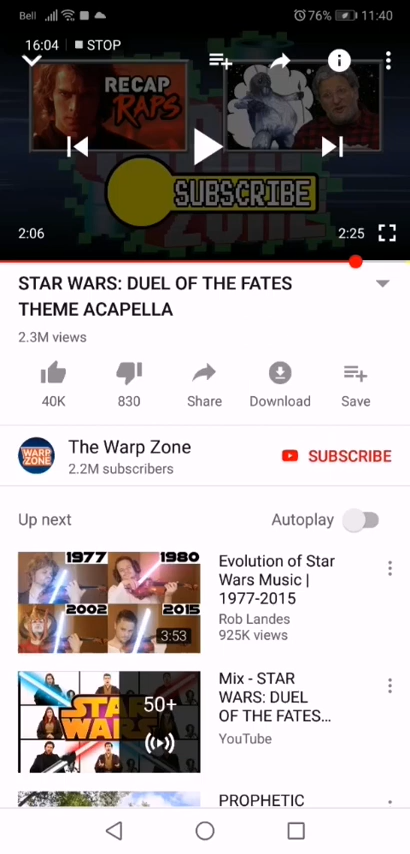 Bell 76% 11:40
16:04 STOP
RECAP
RAPS
SUBSCRIBE
2:06 2:25
STAR WARS: DUEL OF THE FATES
THEME ACAPELLA
2.3M views
40K 830 Share Download Save
WARP
ZONE
The Warp Zone
2.2M subscribers
SUBSCRIBE
Up next Autoplay
1977 1980
2002 2015
3:53
Evolution of Star
Wars Music |
1977-2015
Rob Landes
925K views
STAR
WARS
50+
Mix - STAR
WARS: DUEL
OF THE FATES...
YouTube
PROPHETIC